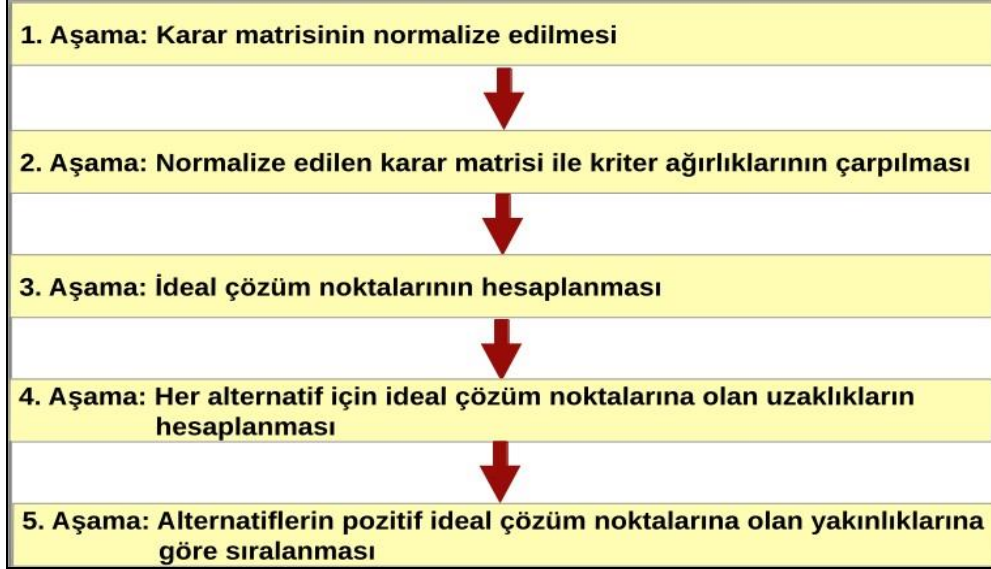 1. Aşama: Karar matrisinin normalize edilmesi
2. Aşama: Normalize edilen karar matrisi ile kriter ağırlıklarının çarpılması
3. Aşama: İdeal çözüm noktalarının hesaplanması
4. Aşama: Her alternatif için ideal çözüm noktalarına olan uzaklıkların
hesaplanması
5. Aşama: Alternatiflerin pozitif ideal çözüm noktalarına olan yakınlıklarına
göre sıralanması